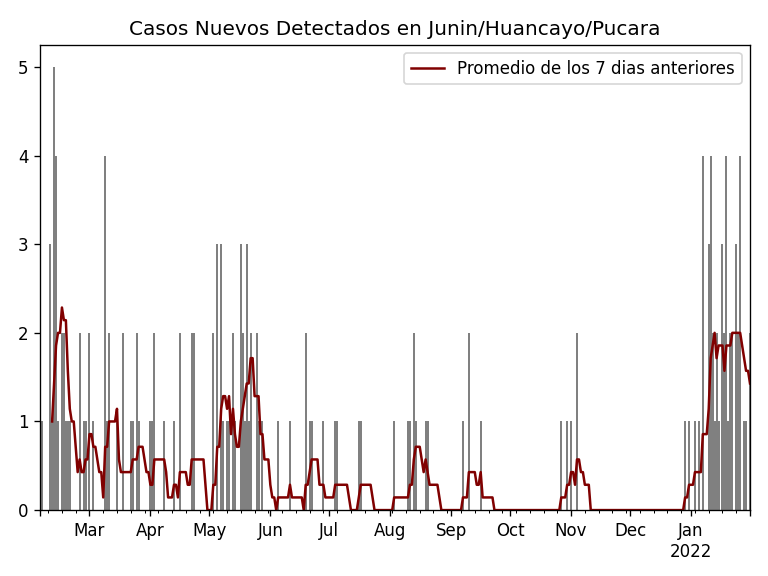 Casos Nuevos Detectados en Junin/Huancayo/Pucara
Promedio de los 7 dias anteriores
5
4
3
2
1
0
Mar Apr May Jun Jul Aug Sep Oct Nov Dec Jan
2022